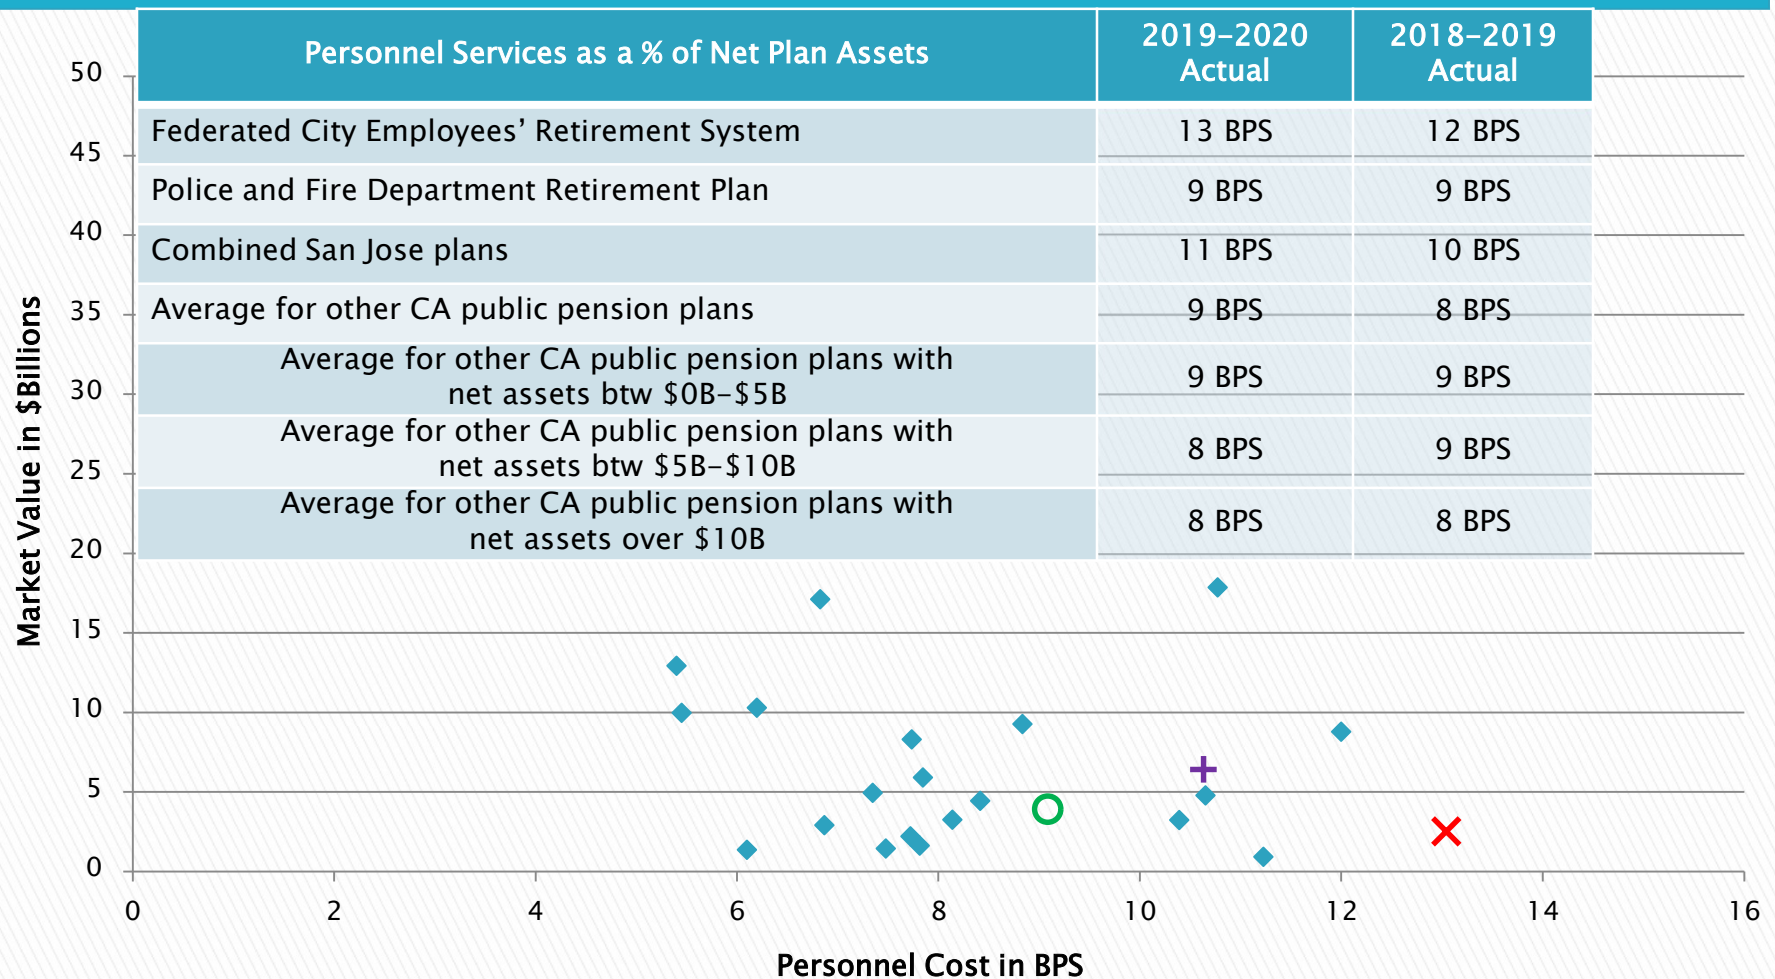 Personnel Services as a % of Net Plan Assets
2019-2020
Actual
2018-2019
Actual
Federated City Employees’ Retirement System
13 BPS
12 BPS
Police and Fire Department Retirement Plan
9 BPS
9 BPS
Combined San Jose plans
11 BPS
10 BPS
Average for other CA public pension plans
9 BPS
8 BPS
Average for other CA public pension plans with
net assets btw $0B-$5B
9 BPS
9 BPS
Average for other CA public pension plans with
net assets btw $5B-$10B
8 BPS
9 BPS
Average for other CA public pension plans with
net assets over $10B
8 BPS
8 BPS
Market Value in $Billions
50
45
40
35
30
25
20
15
10
5
0
0 2 4 6 8 10 12 14 16
Personnel Cost in BPS